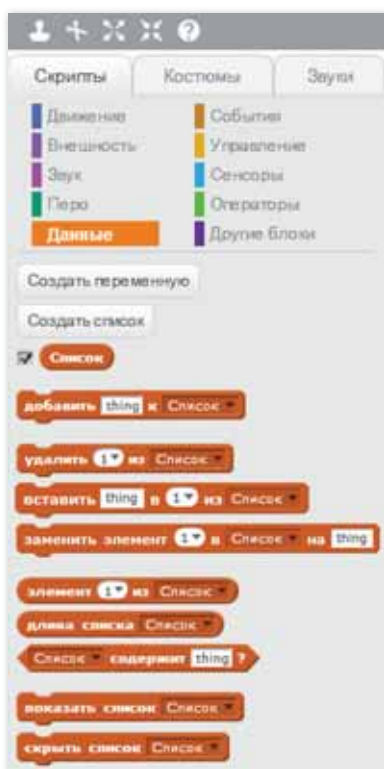 Скрипты Костюмы Звуки
Движение События
Внешность Управление
Звук Сенсоры
Перо Операторы
Данные Другие блоки
Создать переменную
Создать список
Список
добавить thing к Список
удалить 1 из Список
вставить thing в 1 из Список
заменить элемент 1 в Список на thing
элемент 1 из Список
длина списка Список
Список содержит thing ?
показать список Список
скрыть список Список